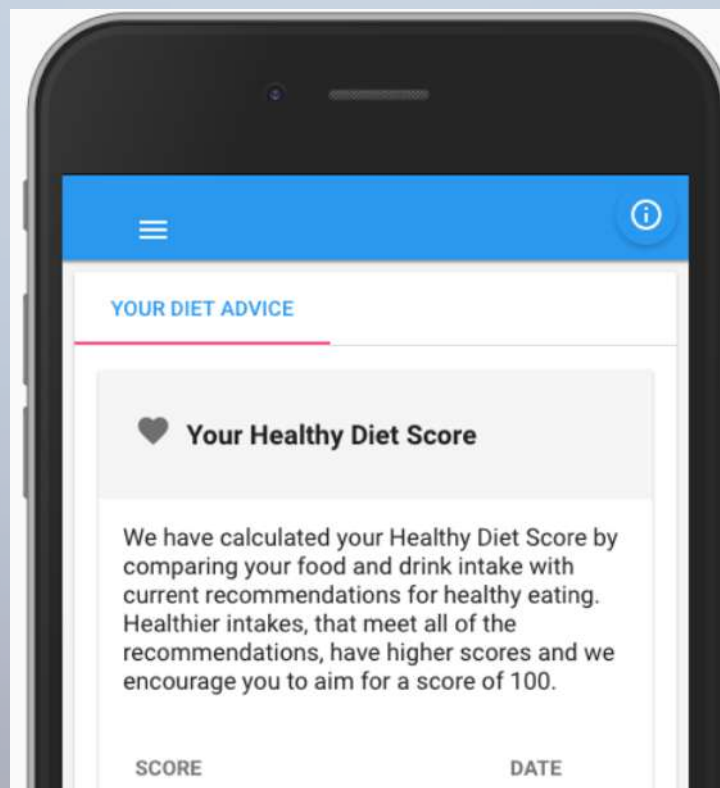 YOUR DIET ADVICE
Your Healthy Diet Score
We have calculated your Healthy Diet Score by
comparing your food and drink intake with
current recommendations for healthy eating.
Healthier intakes, that meet all of the
recommendations, have higher scores and we
encourage you to aim for a score of 100.
SCORE DATE